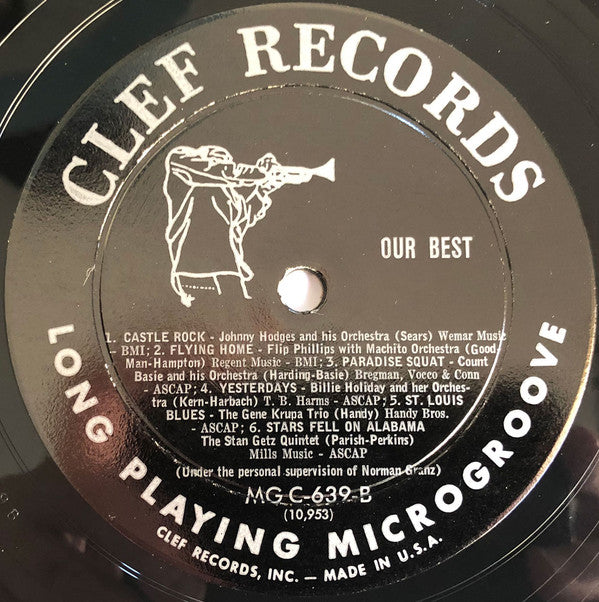 CLEF RECORDS
OUR BEST
1. CASTLE ROCK - Johnny Hodges and his Orchestra (Sears) Wemar Music
- BMI; 2. FLYING HOME - Flip Phillips with Machito Orchestra (Good-
Man-Hampton) Regent Music - BMI; 3. PARADISE SQUAT - Count
Basie and his Orchestra (Harding-Basie) Bregman, Vocco & Conn
- ASCAP; 4. YESTERDAYS - Billie Holiday and her Orches-
tra (Kern-Harbach) T. B. Harms - ASCAP; 5. ST. LOUIS
BLUES - The Gene Krupa Trio (Handy) Handy Bros.
- ASCAP; 6. STARS FELL ON ALABAMA
The Stan Getz Quintet (Parish-Perkins)
Mills Music - ASCAP
(Under the personal supervision of Norman Granz)
MG C-639-B
(10,953)
LONG PLAYING MICROGROOVE
CLEF RECORDS, INC. — MADE IN U.S.A.